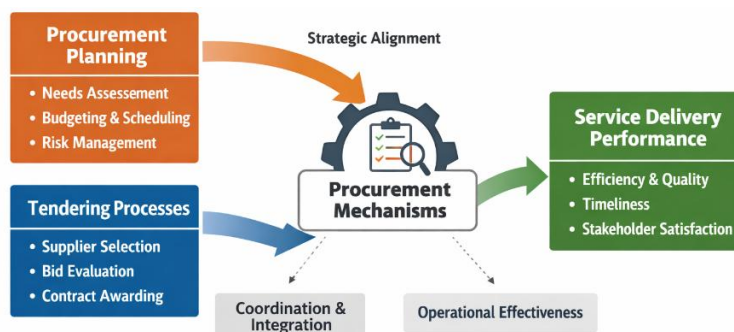 Procurement
Planning
• Needs Assessement
• Budgeting & Scheduling
• Risk Management
Strategic Alignment
Tendering Processes
• Supplier Selection
• Bid Evaluation
• Contract Awarding
Procurement
Mechanisms
Coordination &
Integration
Operational Effectiveness
Service Delivery
Performance
• Efficiency & Quality
• Timeliness
• Stakeholder Satisfaction